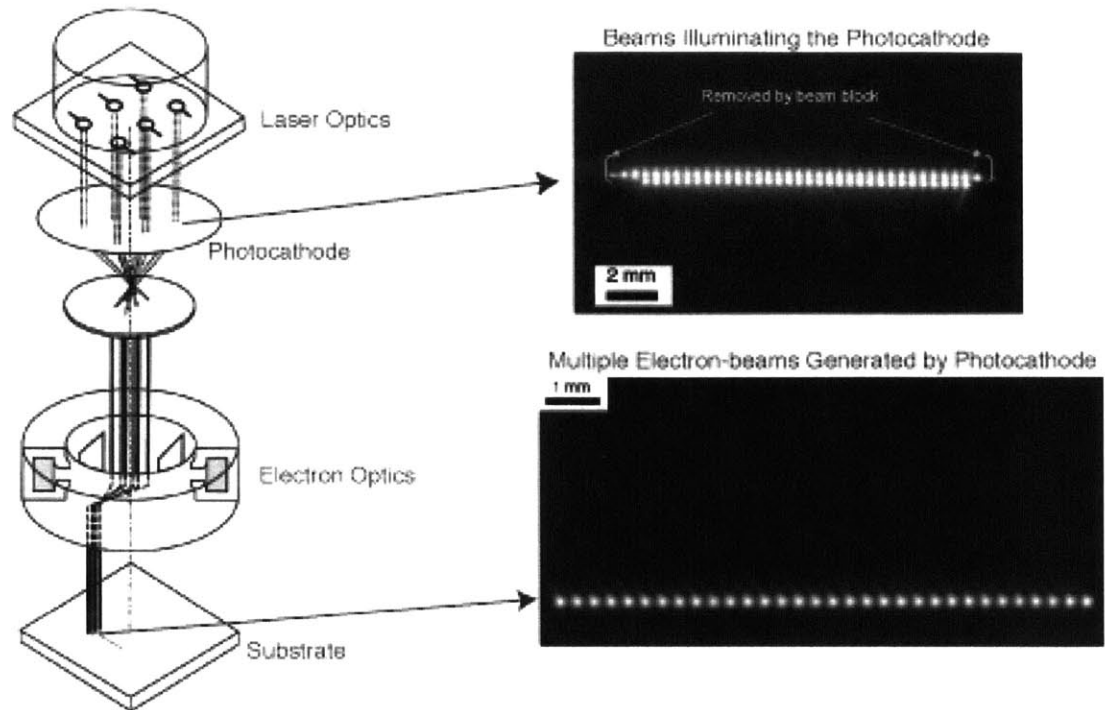 Laser Optics
Photocathode
Electron Optics
Substrate
Beams Illuminating the Photocathode
Removed by beam block
2 mm
Multiple Electron-beams Generated by Photocathode
1 mm